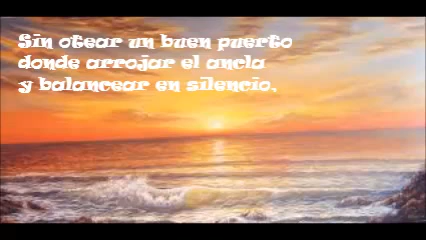 Sin otear un buen puerto
donde arrojar el ancla
y balancear en silencio,